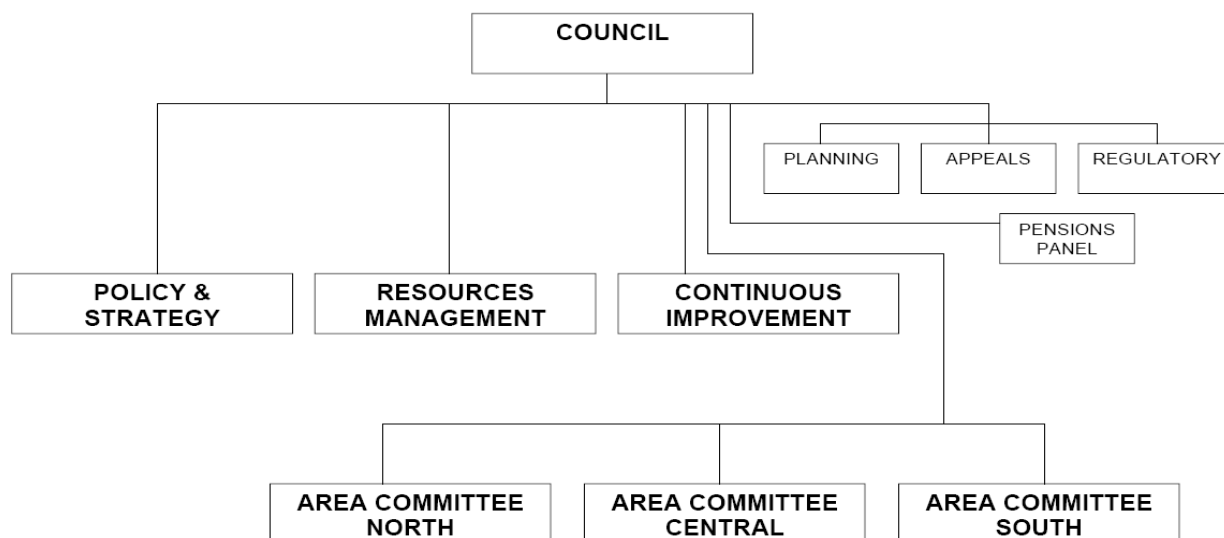 COUNCIL
PLANNING
APPEALS
REGULATORY
PENSIONS
PANEL
POLICY &
STRATEGY
RESOURCES
MANAGEMENT
CONTINUOUS
IMPROVEMENT
AREA COMMITTEE
NORTH
AREA COMMITTEE
CENTRAL
AREA COMMITTEE
SOUTH